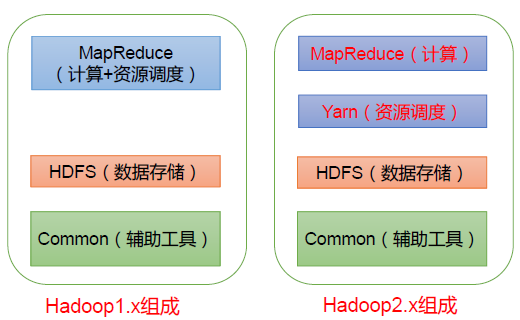 MapReduce
（计算+资源调度）
HDFS（数据存储）
Common（辅助工具）
Hadoop1.x组成
MapReduce（计算）
Yarn（资源调度）
HDFS（数据存储）
Common（辅助工具）
Hadoop2.x组成